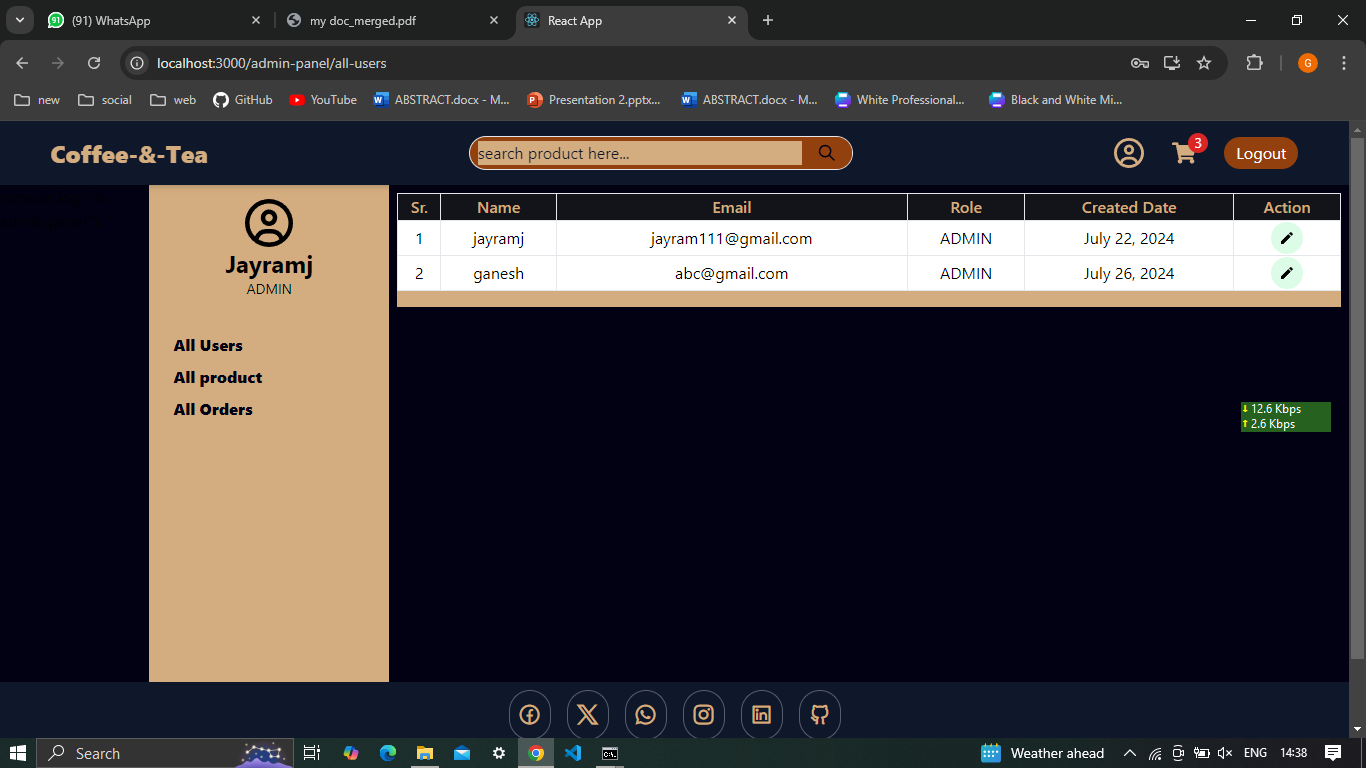 (91) WhatsApp
my doc_merged.pdf
React App
localhost:3000/admin-panel/all-users
G
new
social
web
GitHub
YouTube
ABSTRACT.docx - M...
Presentation 2.pptx...
ABSTRACT.docx - M...
White Professional...
Black and White Mi...
Coffee-&-Tea
search product here...
3
Logout
Jayramj
ADMIN
All Users
All product
All Orders
Sr. Name Email Role Created Date Action
1 jayramj jayram111@gmail.com ADMIN July 22, 2024
2 ganesh abc@gmail.com ADMIN July 26, 2024
12.6 Kbps
2.6 Kbps
Search
Weather ahead
ENG
14:38